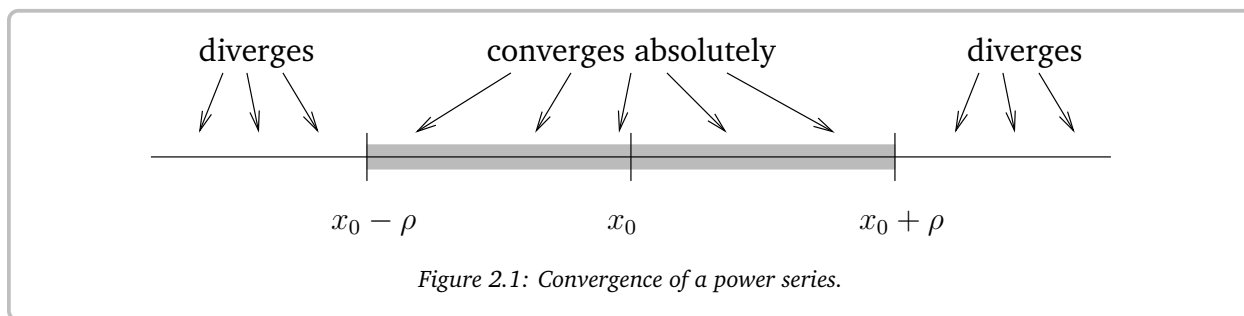 diverges converges absolutely diverges
x₀ − ρ x₀ x₀ + ρ
Figure 2.1: Convergence of a power series.